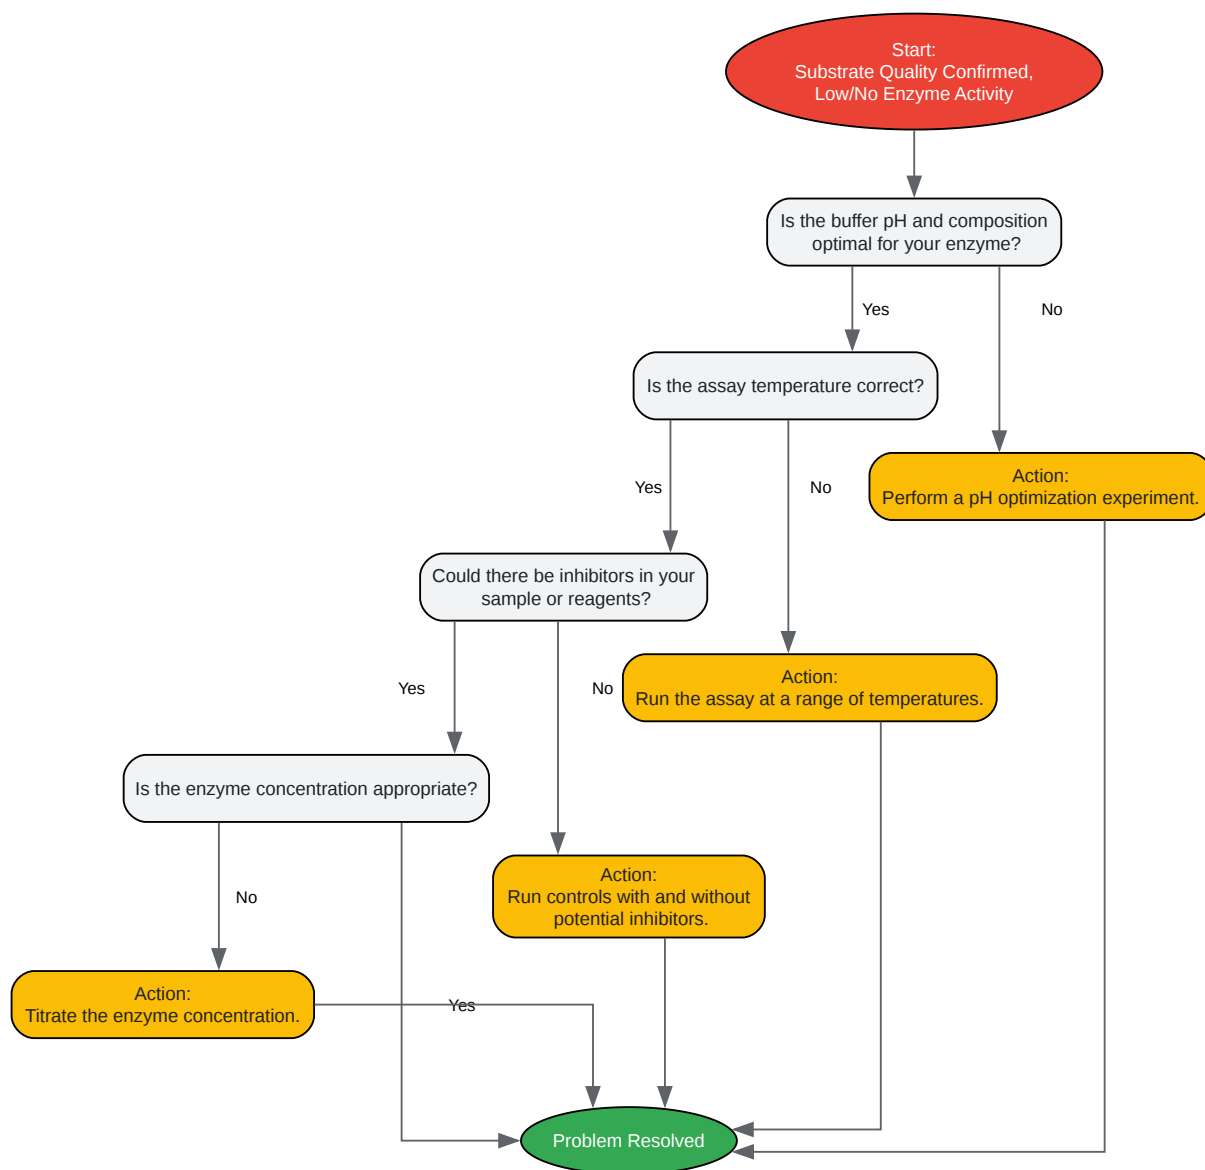 Start:
Substrate Quality Confirmed,
Low/No Enzyme Activity
Is the buffer pH and composition
optimal for your enzyme?
Yes
No
Is the assay temperature correct?
Yes
No
Action:
Perform a pH optimization experiment.
Could there be inhibitors in your
sample or reagents?
Yes
No
Action:
Run the assay at a range of temperatures.
Is the enzyme concentration appropriate?
No
Action:
Run controls with and without
potential inhibitors.
Action:
Titrate the enzyme concentration.
Yes
Problem Resolved